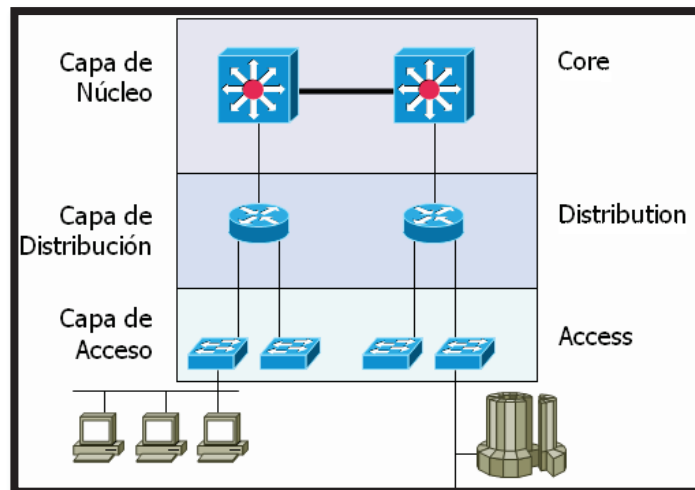 Capa de
Núcleo
Core
Capa de
Distribución
Distribution
Capa de
Acceso
Access